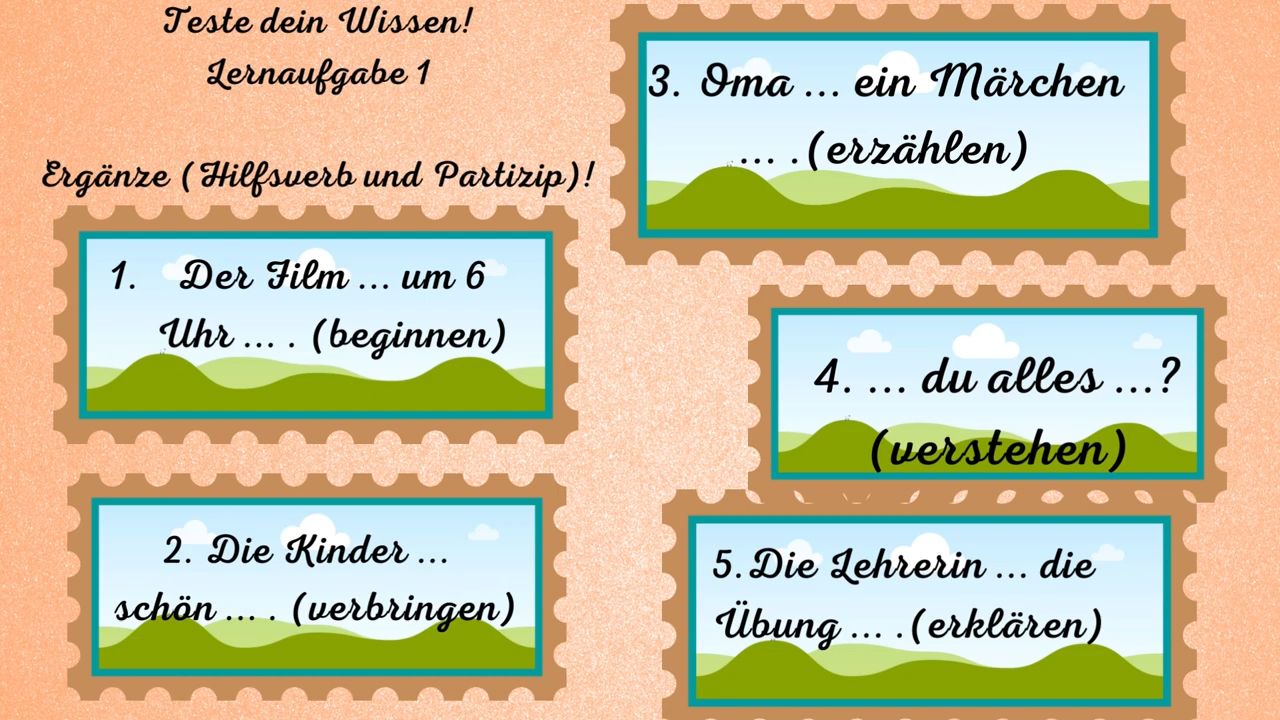 Teste dein Wissen!
Lernaufgabe 1
Ergänze (Hilfsverb und Partizip)!
1. Der Film ... um 6
Uhr ... . (beginnen)
2. Die Kinder ...
schön ... . (verbringen)
3. Oma ... ein Märchen
... .(erzählen)
4. ... du alles ...?
(verstehen)
5. Die Lehrerin ... die
Übung ... .(erklären)